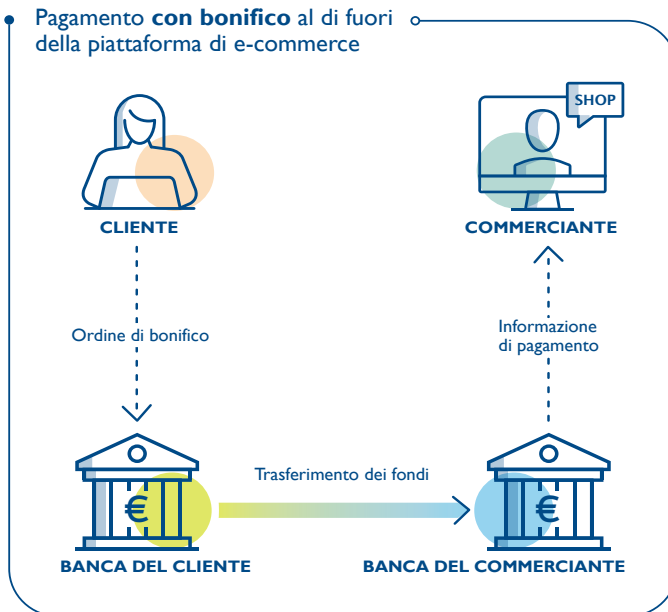 Pagamento con bonifico al di fuori
della piattaforma di e-commerce
SHOP
CLIENTE
COMMERCIANTE
Ordine di bonifico
Informazione
di pagamento
Trasferimento dei fondi
€
€
BANCA DEL CLIENTE
BANCA DEL COMMERCIANTE